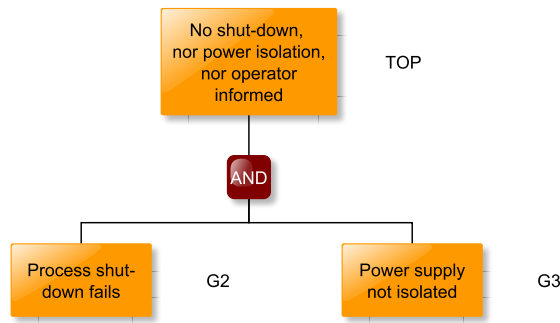 No shut-down,
nor power isolation,
nor operator
informed
TOP
AND
Process shut-
down fails
G2
Power supply
not isolated
G3